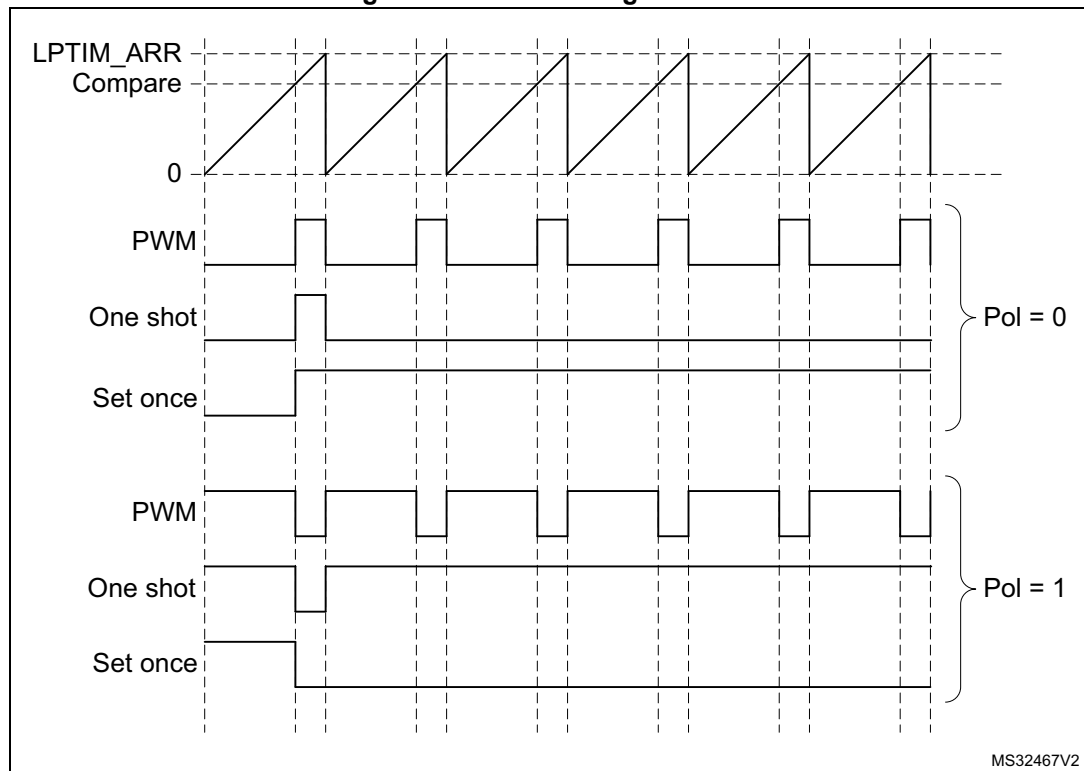 LPTIM_ARR
Compare
0
PWM
One shot
Pol = 0
Set once
PWM
One shot
Pol = 1
Set once
MS32467V2